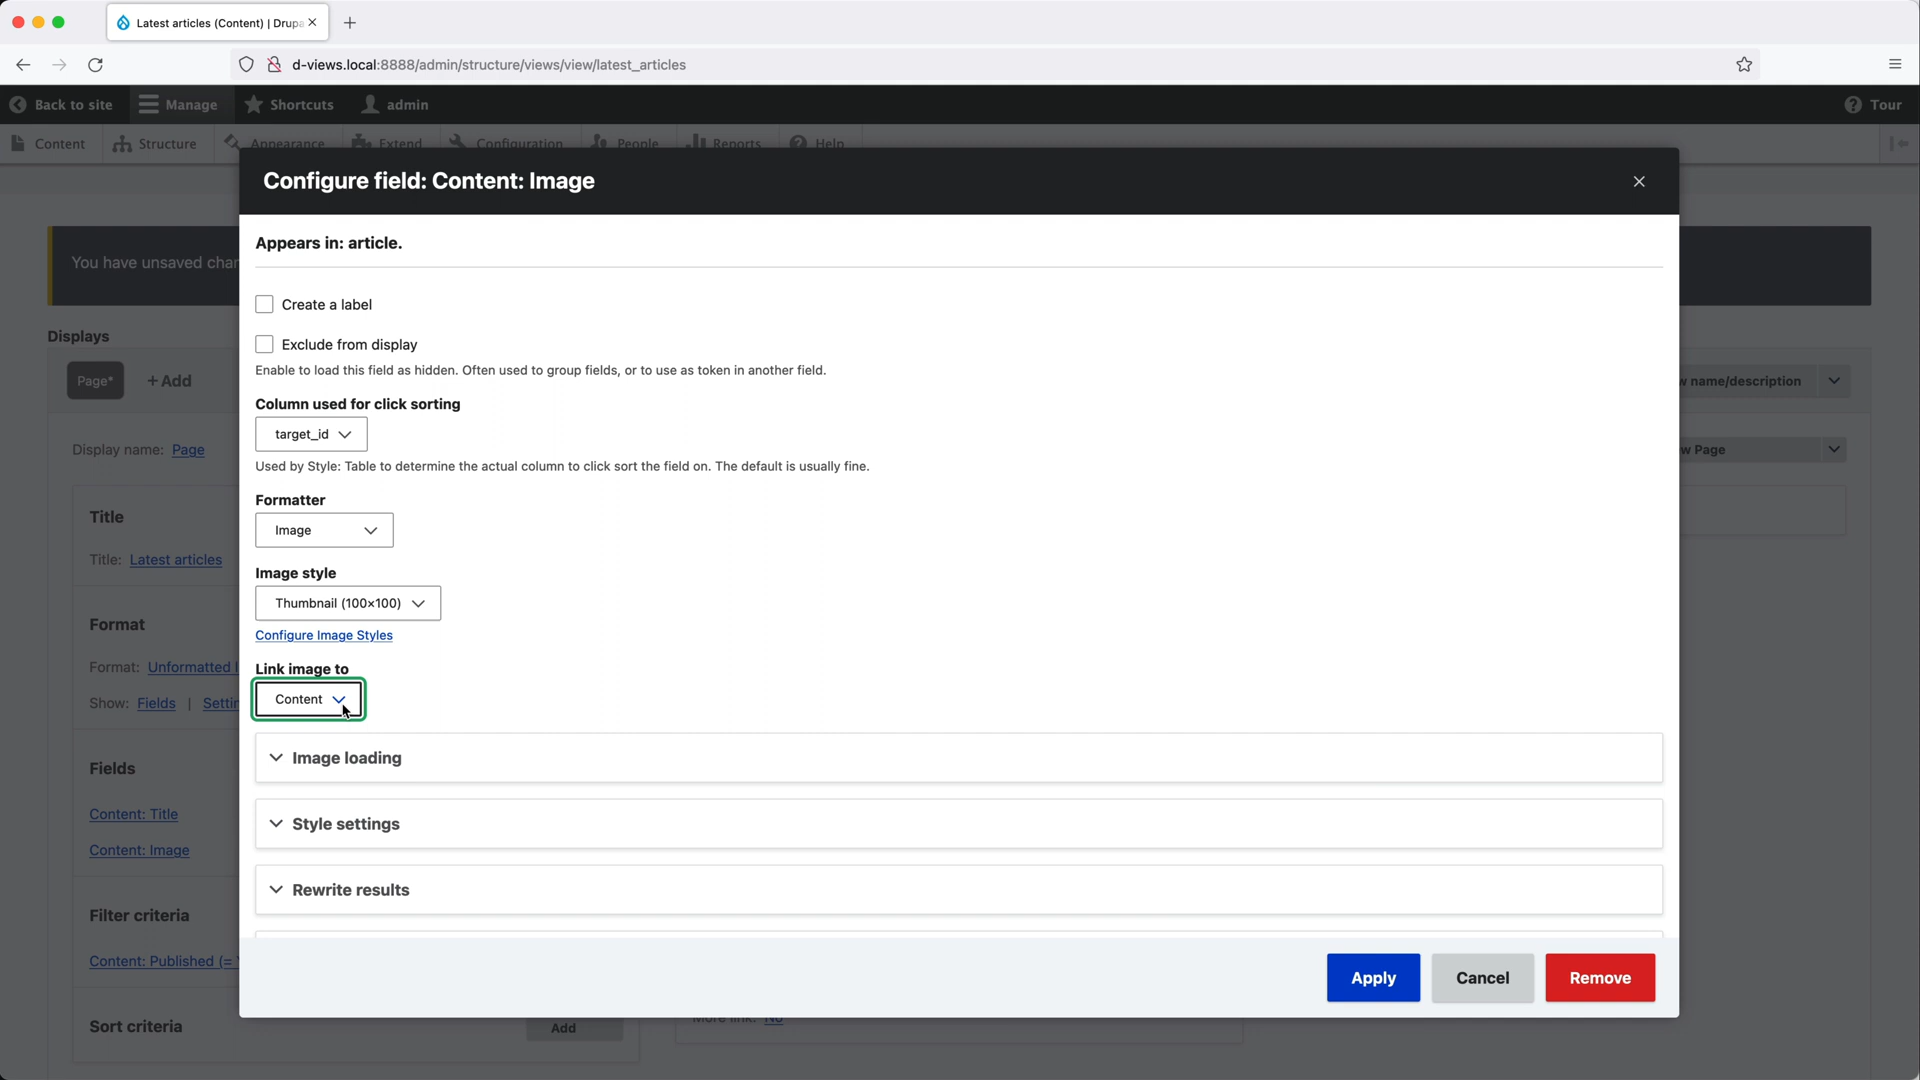 Latest articles (Content) | Drupa
d-views.local:8888/admin/structure/views/view/latest_articles
Back to site
Manage
Shortcuts
admin
Tour
Content
Structure
Appearance
Extend
Configuration
People
Reports
Help
Configure field: Content: Image
Appears in: article.
You have unsaved chan
Create a label
Exclude from display
Enable to load this field as hidden. Often used to group fields, or to use as token in another field.
Displays
Page*
+ Add
w name/description
Column used for click sorting
target_id
Used by Style: Table to determine the actual column to click sort the field on. The default is usually fine.
Display name: Page
w Page
Formatter
Image
Title
Title: Latest articles
Image style
Thumbnail (100×100)
Configure Image Styles
Format
Format: Unformatted l
Show: Fields | Settin
Link image to
Content
Image loading
Fields
Content: Title
Content: Image
Style settings
Rewrite results
Filter criteria
Content: Published (= Y
Apply
Cancel
Remove
Sort criteria
Add
More link: No